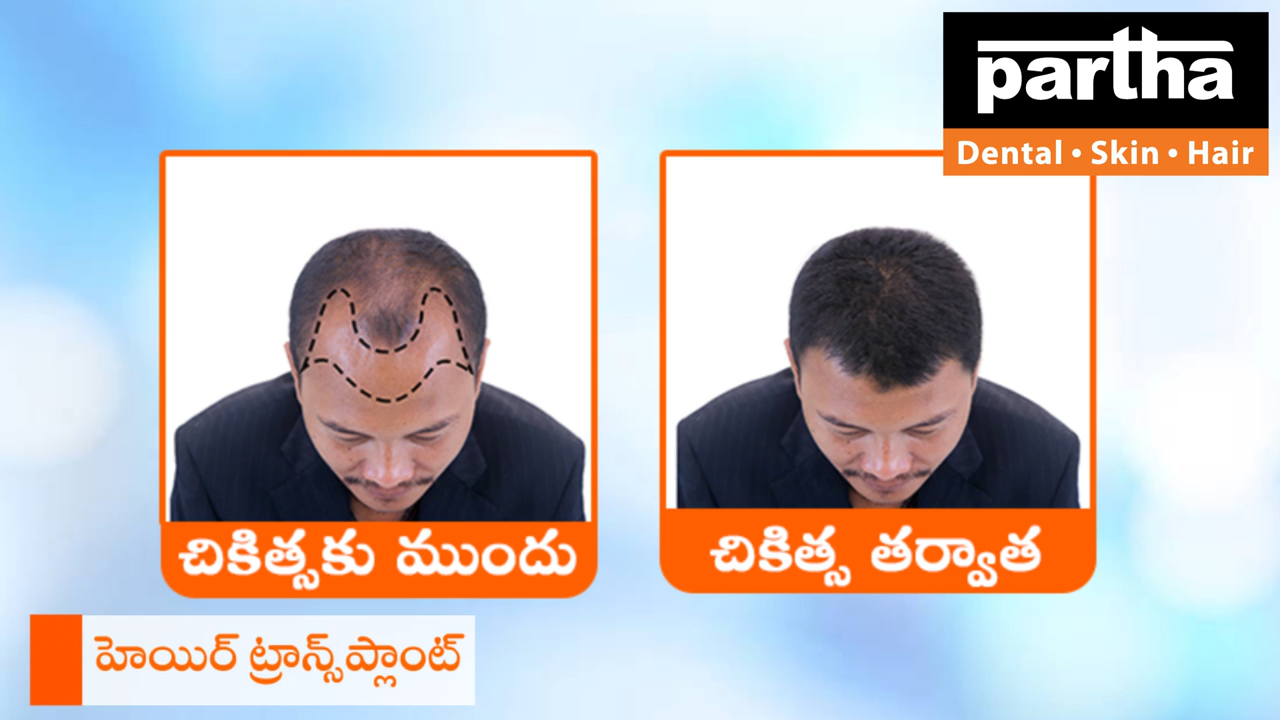 partha
Dental • Skin • Hair
చికిత్సకు ముందు
చికిత్స తర్వాత
హెయిర్ ట్రాన్స్‌ప్లాంట్